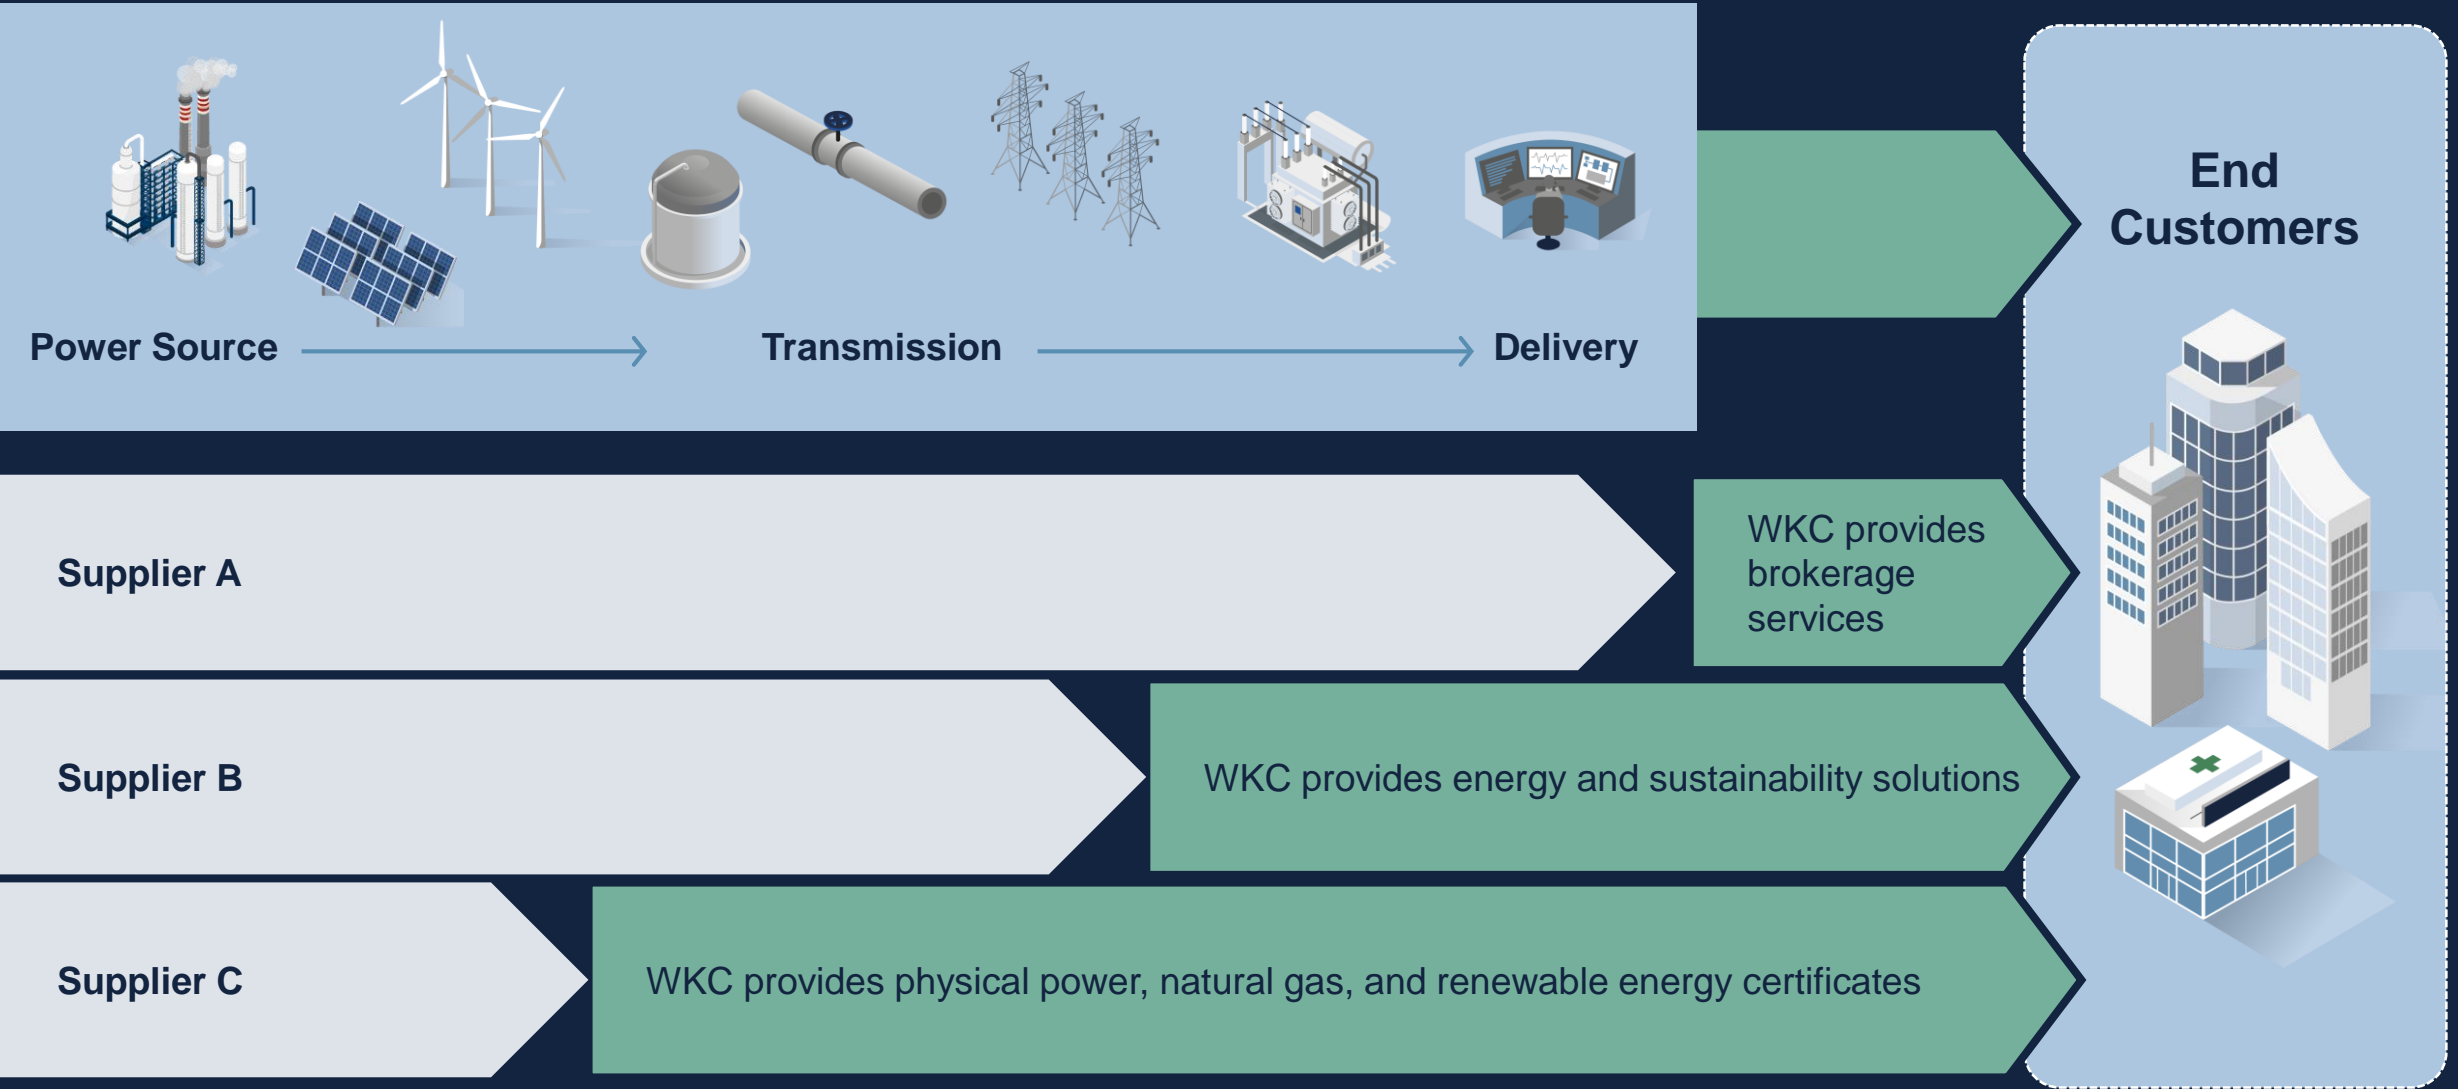 Power Source
Transmission
Delivery
End
Customers
Supplier A
WKC provides
brokerage
services
Supplier B
WKC provides energy and sustainability solutions
Supplier C
WKC provides physical power, natural gas, and renewable energy certificates